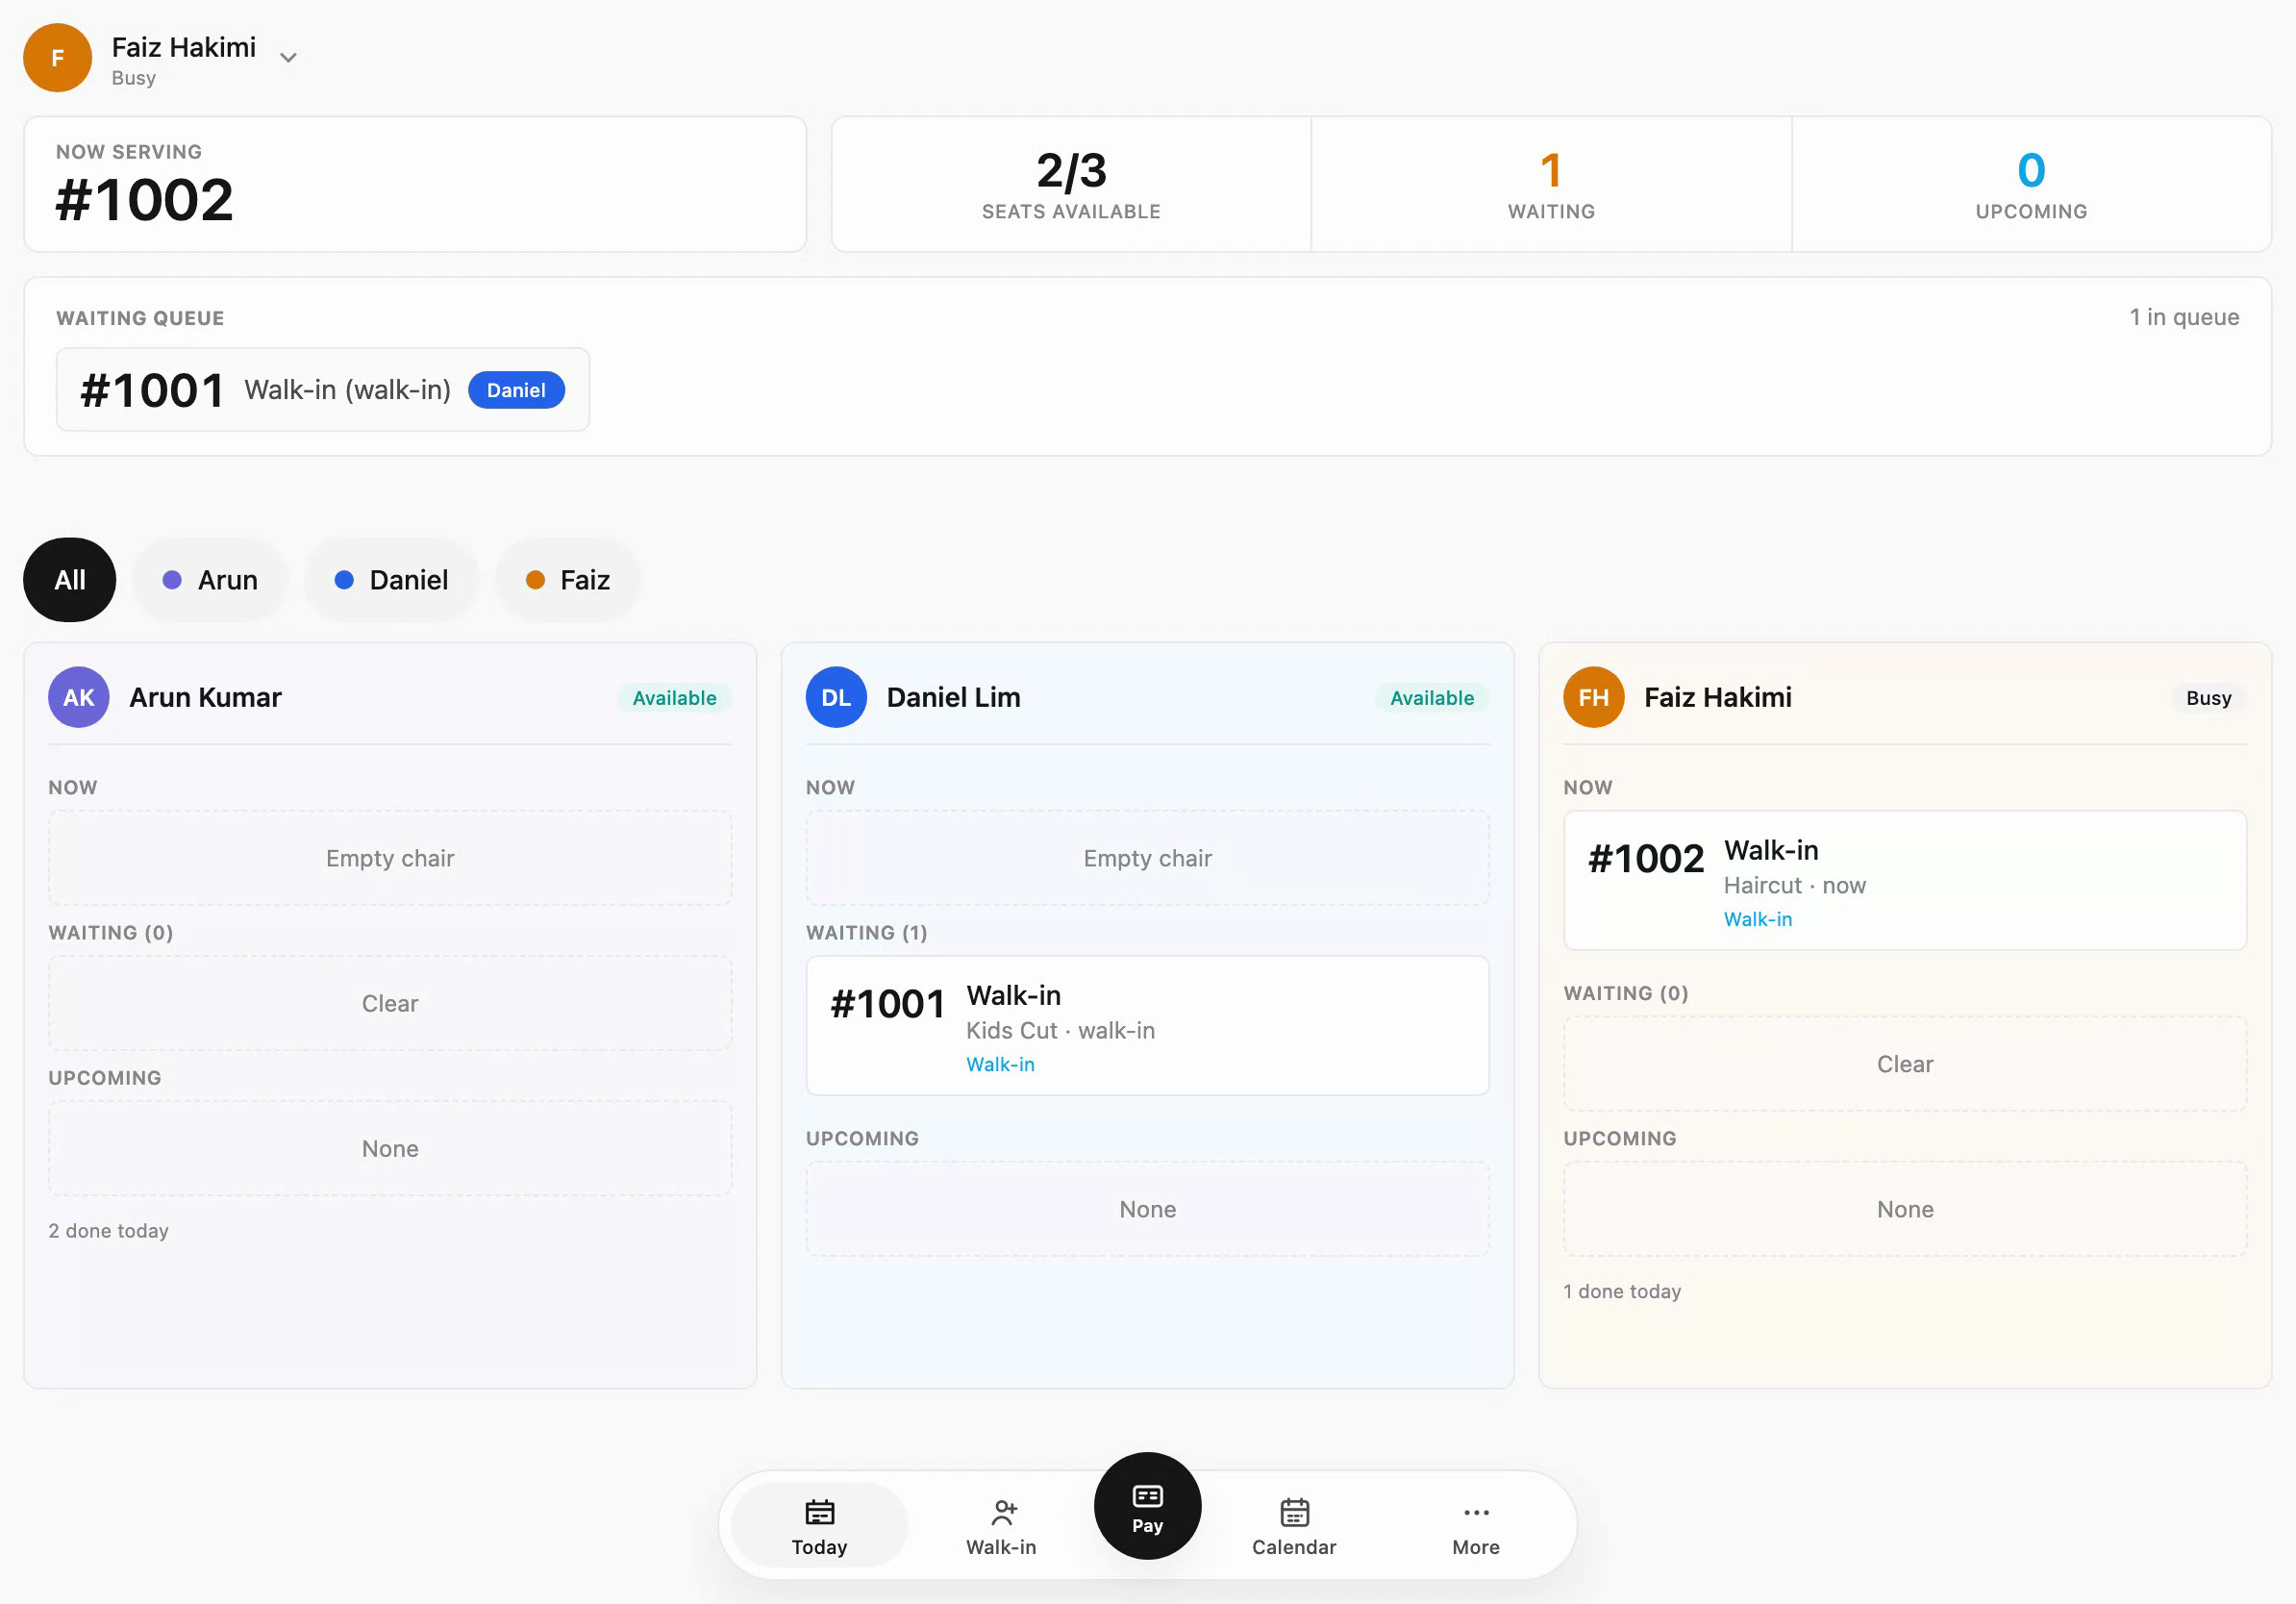 F
Faiz Hakimi
Busy
NOW SERVING
#1002
2/3
SEATS AVAILABLE
1
WAITING
0
UPCOMING
WAITING QUEUE
1 in queue
#1001 Walk-in (walk-in) Daniel
All
Arun
Daniel
Faiz
AK Arun Kumar Available
NOW
Empty chair
WAITING (0)
Clear
UPCOMING
None
2 done today
DL Daniel Lim Available
NOW
Empty chair
WAITING (1)
#1001 Walk-in
Kids Cut · walk-in
Walk-in
UPCOMING
None
FH Faiz Hakimi Busy
NOW
#1002 Walk-in
Haircut · now
Walk-in
WAITING (0)
Clear
UPCOMING
None
1 done today
Today
Walk-in
Pay
Calendar
More